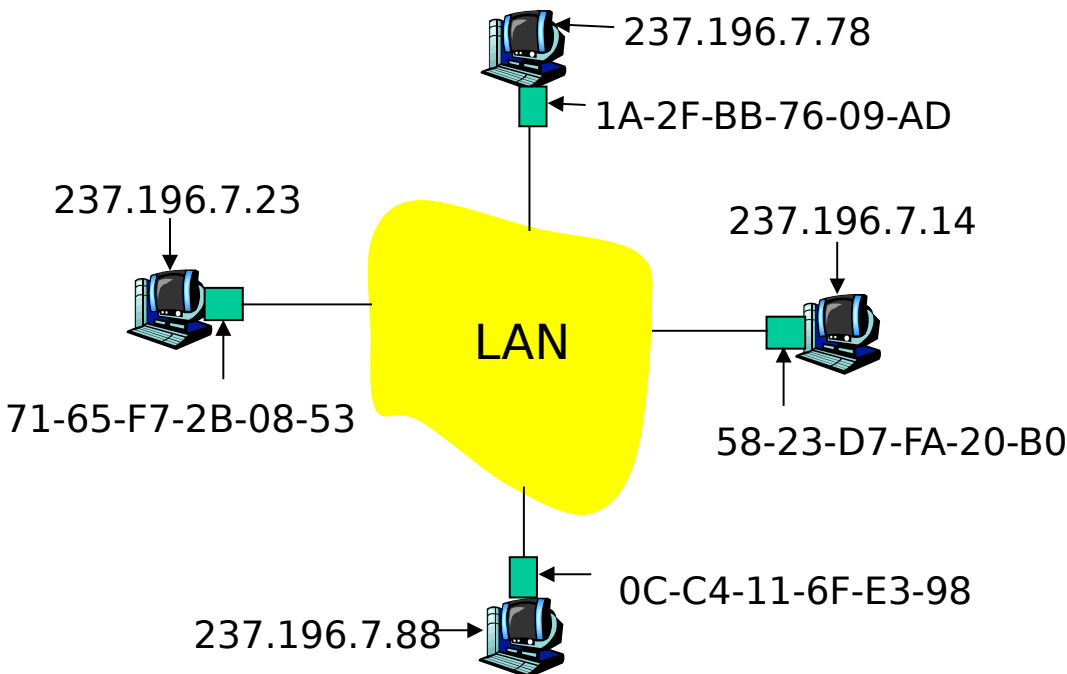 237.196.7.78
1A-2F-BB-76-09-AD
237.196.7.23
237.196.7.14
LAN
71-65-F7-2B-08-53
58-23-D7-FA-20-B0
0C-C4-11-6F-E3-98
237.196.7.88